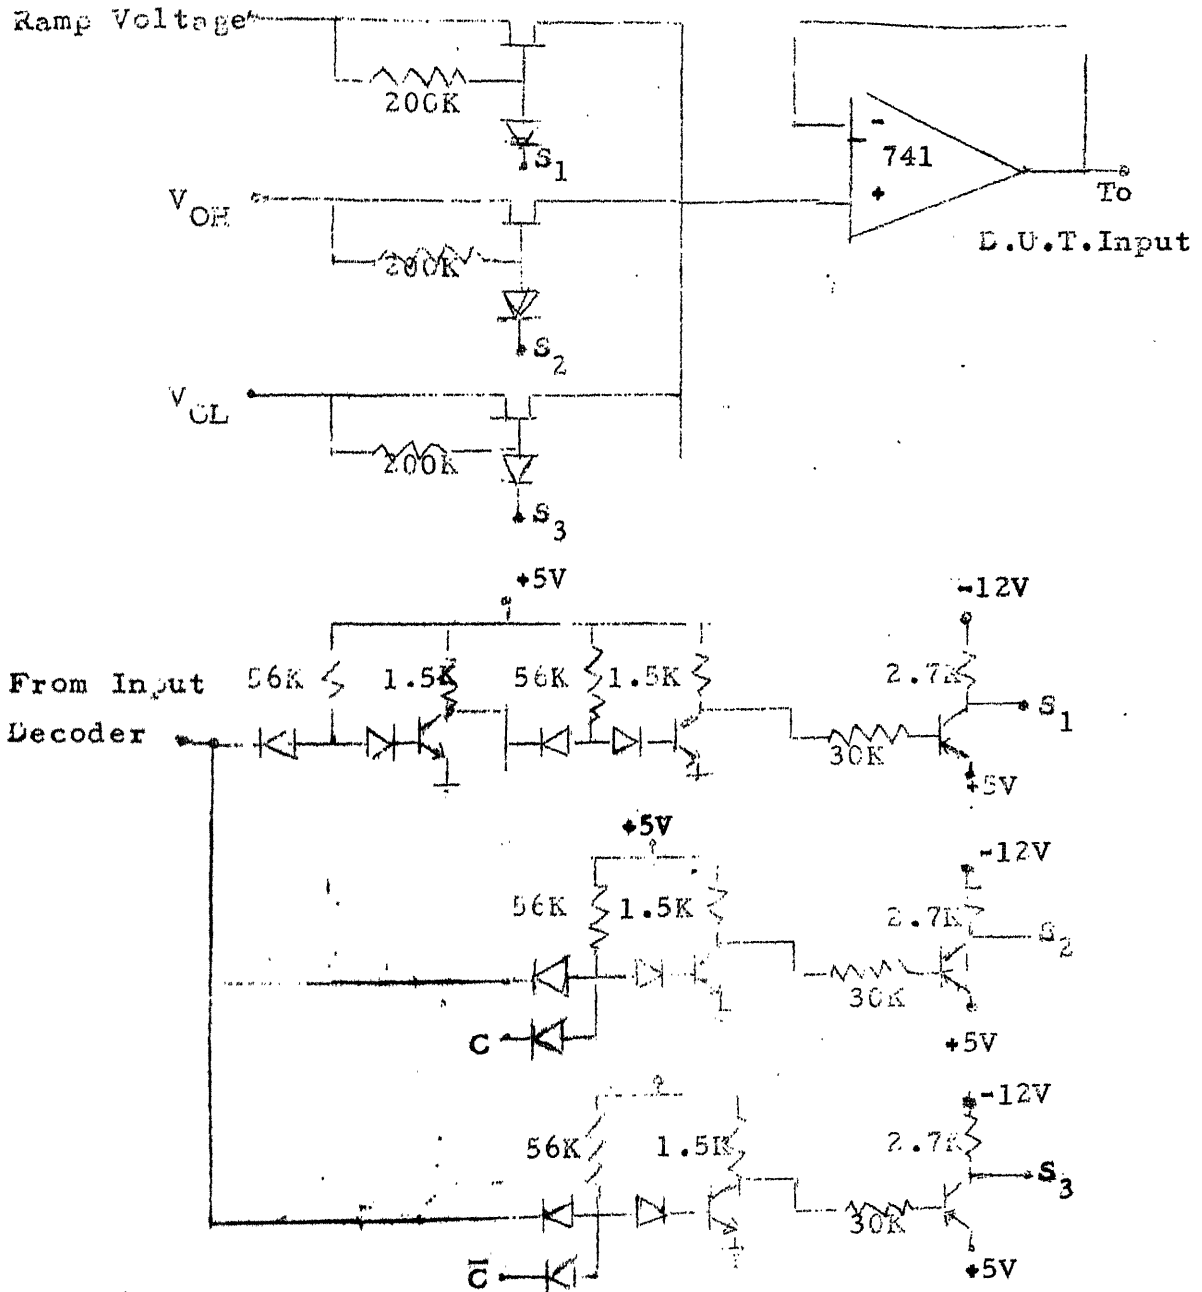 Ramp Voltage
200K
S1
-
741
+
To
D.U.T.Input
VOH
200K
S2
VOL
200K
S3
+5V
-12V
From Input
Decoder
56K
1.5K
56K
1.5K
2.7K
S1
30K
+5V
+5V
-12V
56K
1.5K
2.7K
S2
30K
C
+5V
-12V
56K
1.5K
2.7K
S3
30K
C̅
+5V